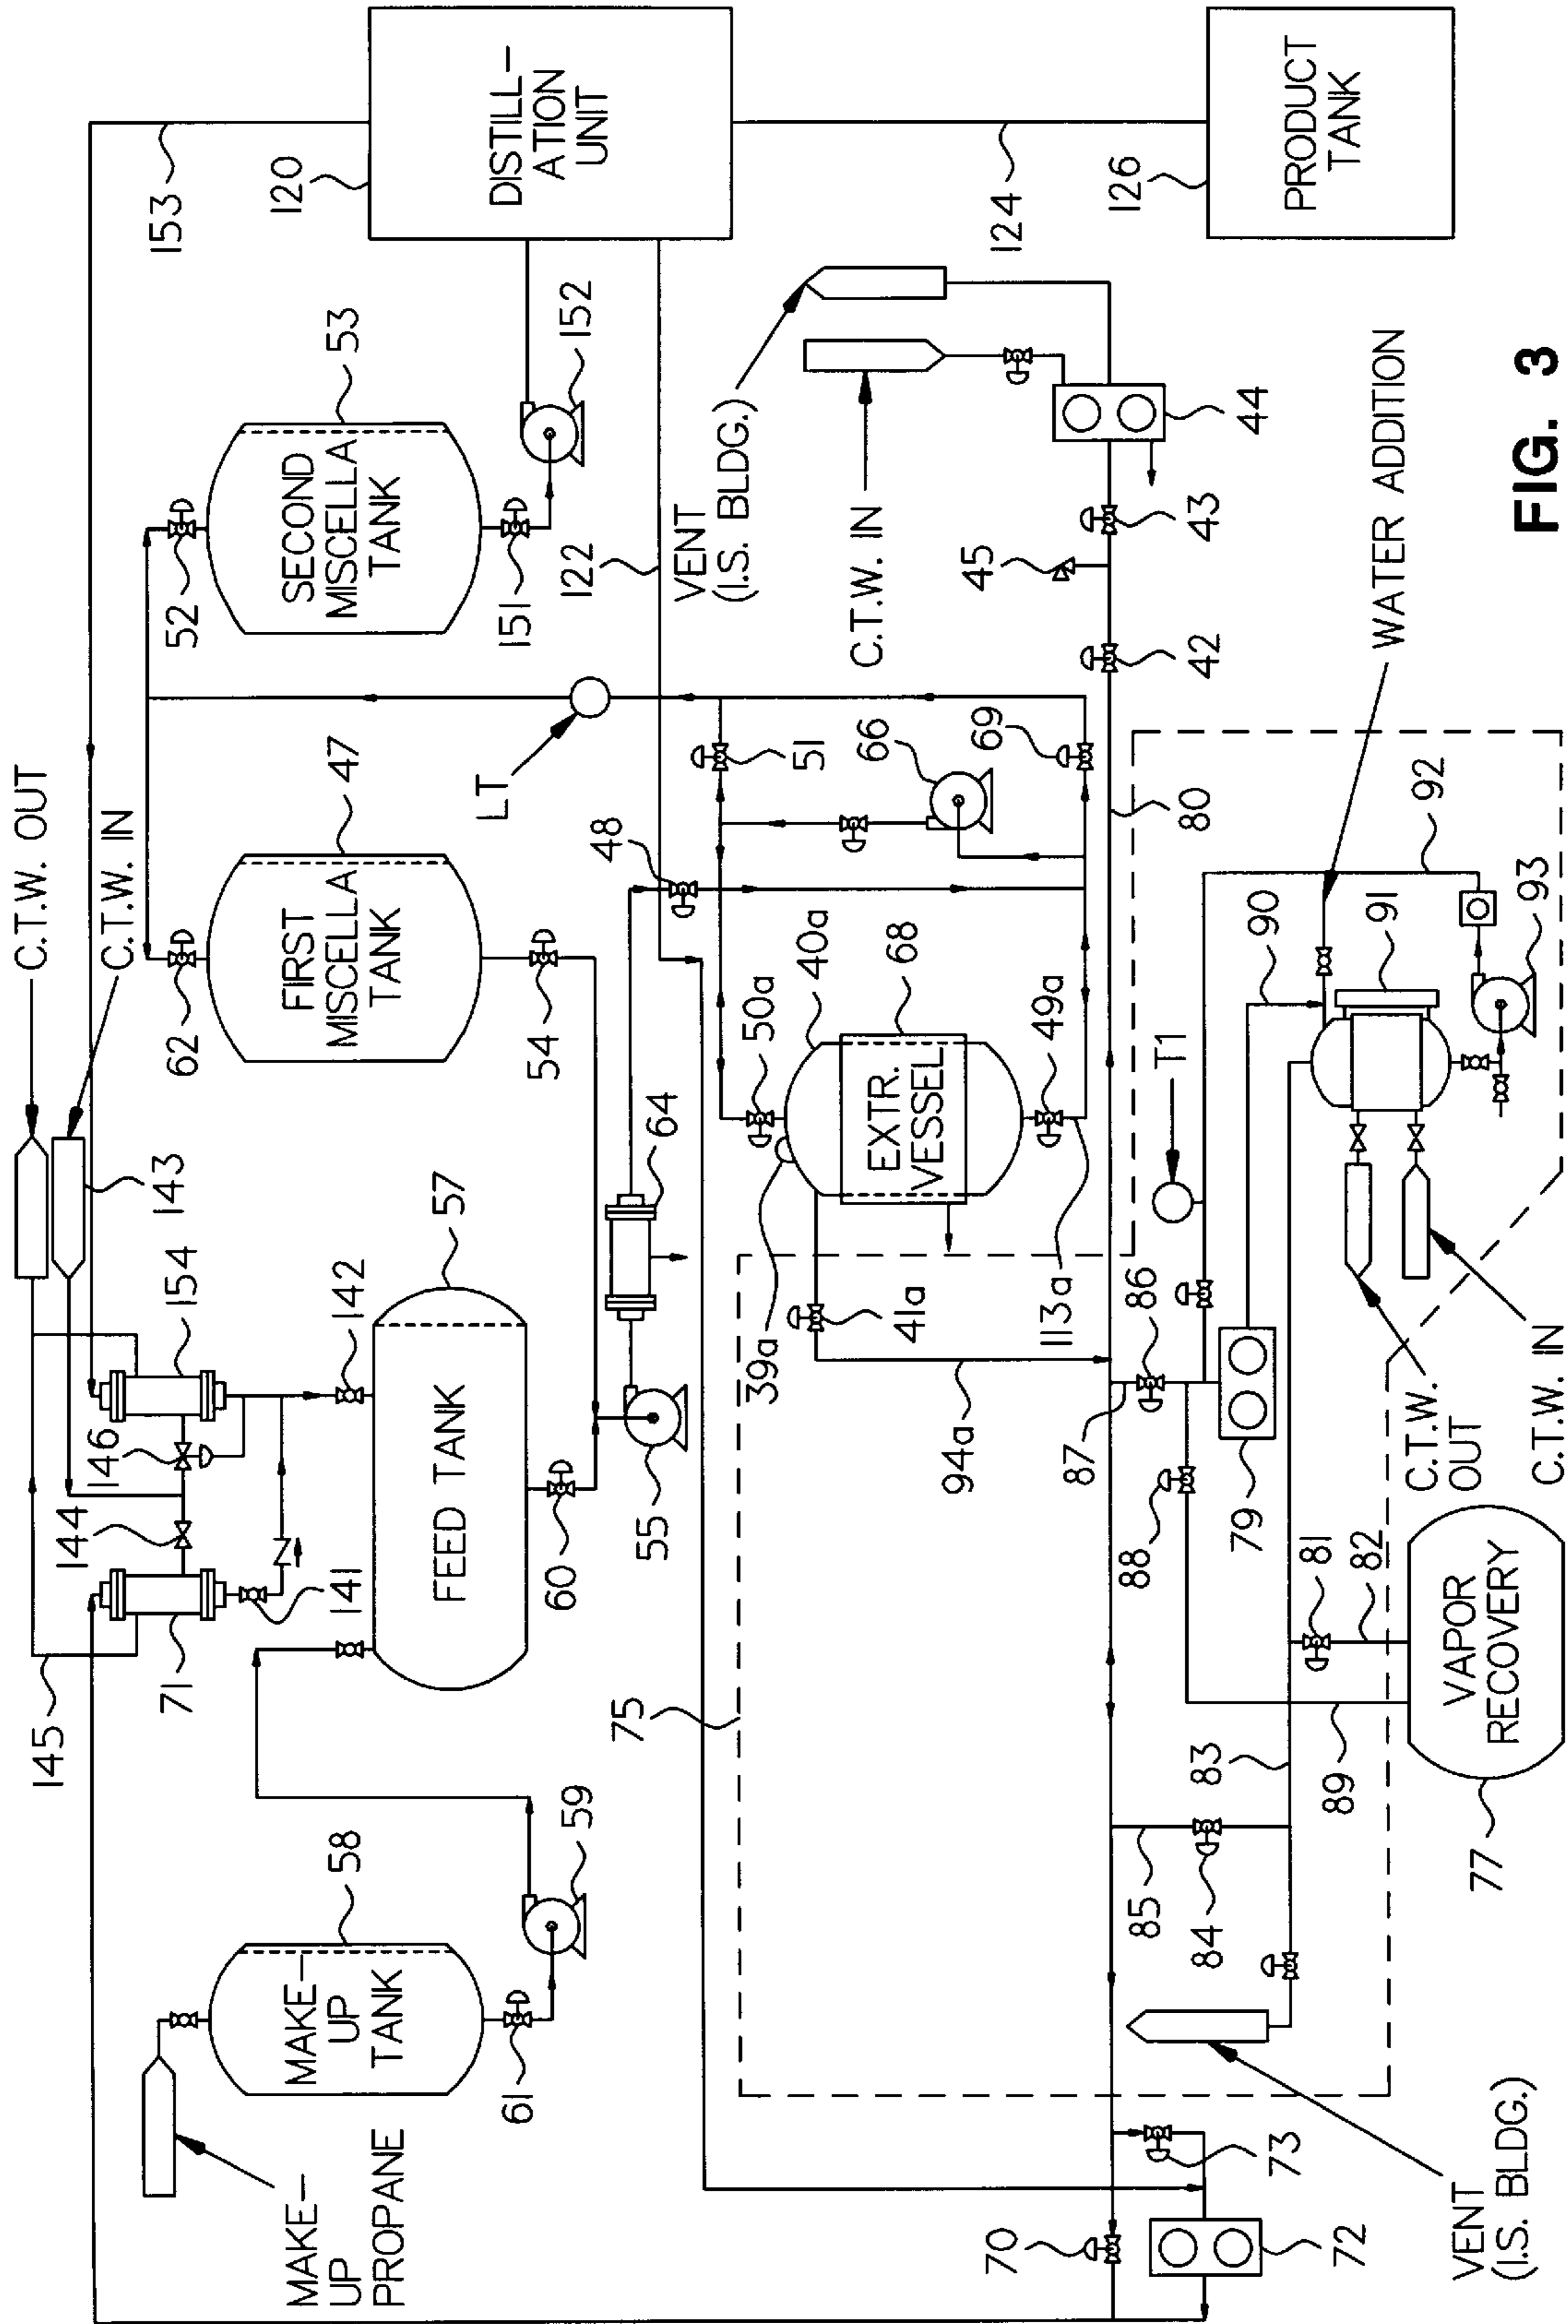 C.T.W. OUT
C.T.W. IN
153
145
143
154
146
144
71
141
142
MAKE-
UP
PROPANE
MAKE-
UP
TANK
58
61
59
FEED TANK
57
60
55
64
62
FIRST
MISCELLA
TANK
47
54
52
SECOND
MISCELLA
TANK
53
151
152
120
DISTILL-
ATION
UNIT
122
124
126
PRODUCT
TANK
LT
48
51
66
69
50a
40a
68
EXTR.
VESSEL
49a
39a
41a
113a
94a
VENT
(I.S. BLDG.)
C.T.W. IN
45
44
43
42
80
75
70
73
72
VENT
(I.S. BLDG.)
85
84
83
87
86
88
89
79
81
82
77
VAPOR
RECOVERY
T1
90
91
92
93
WATER ADDITION
C.T.W.
OUT
C.T.W. IN
FIG. 3